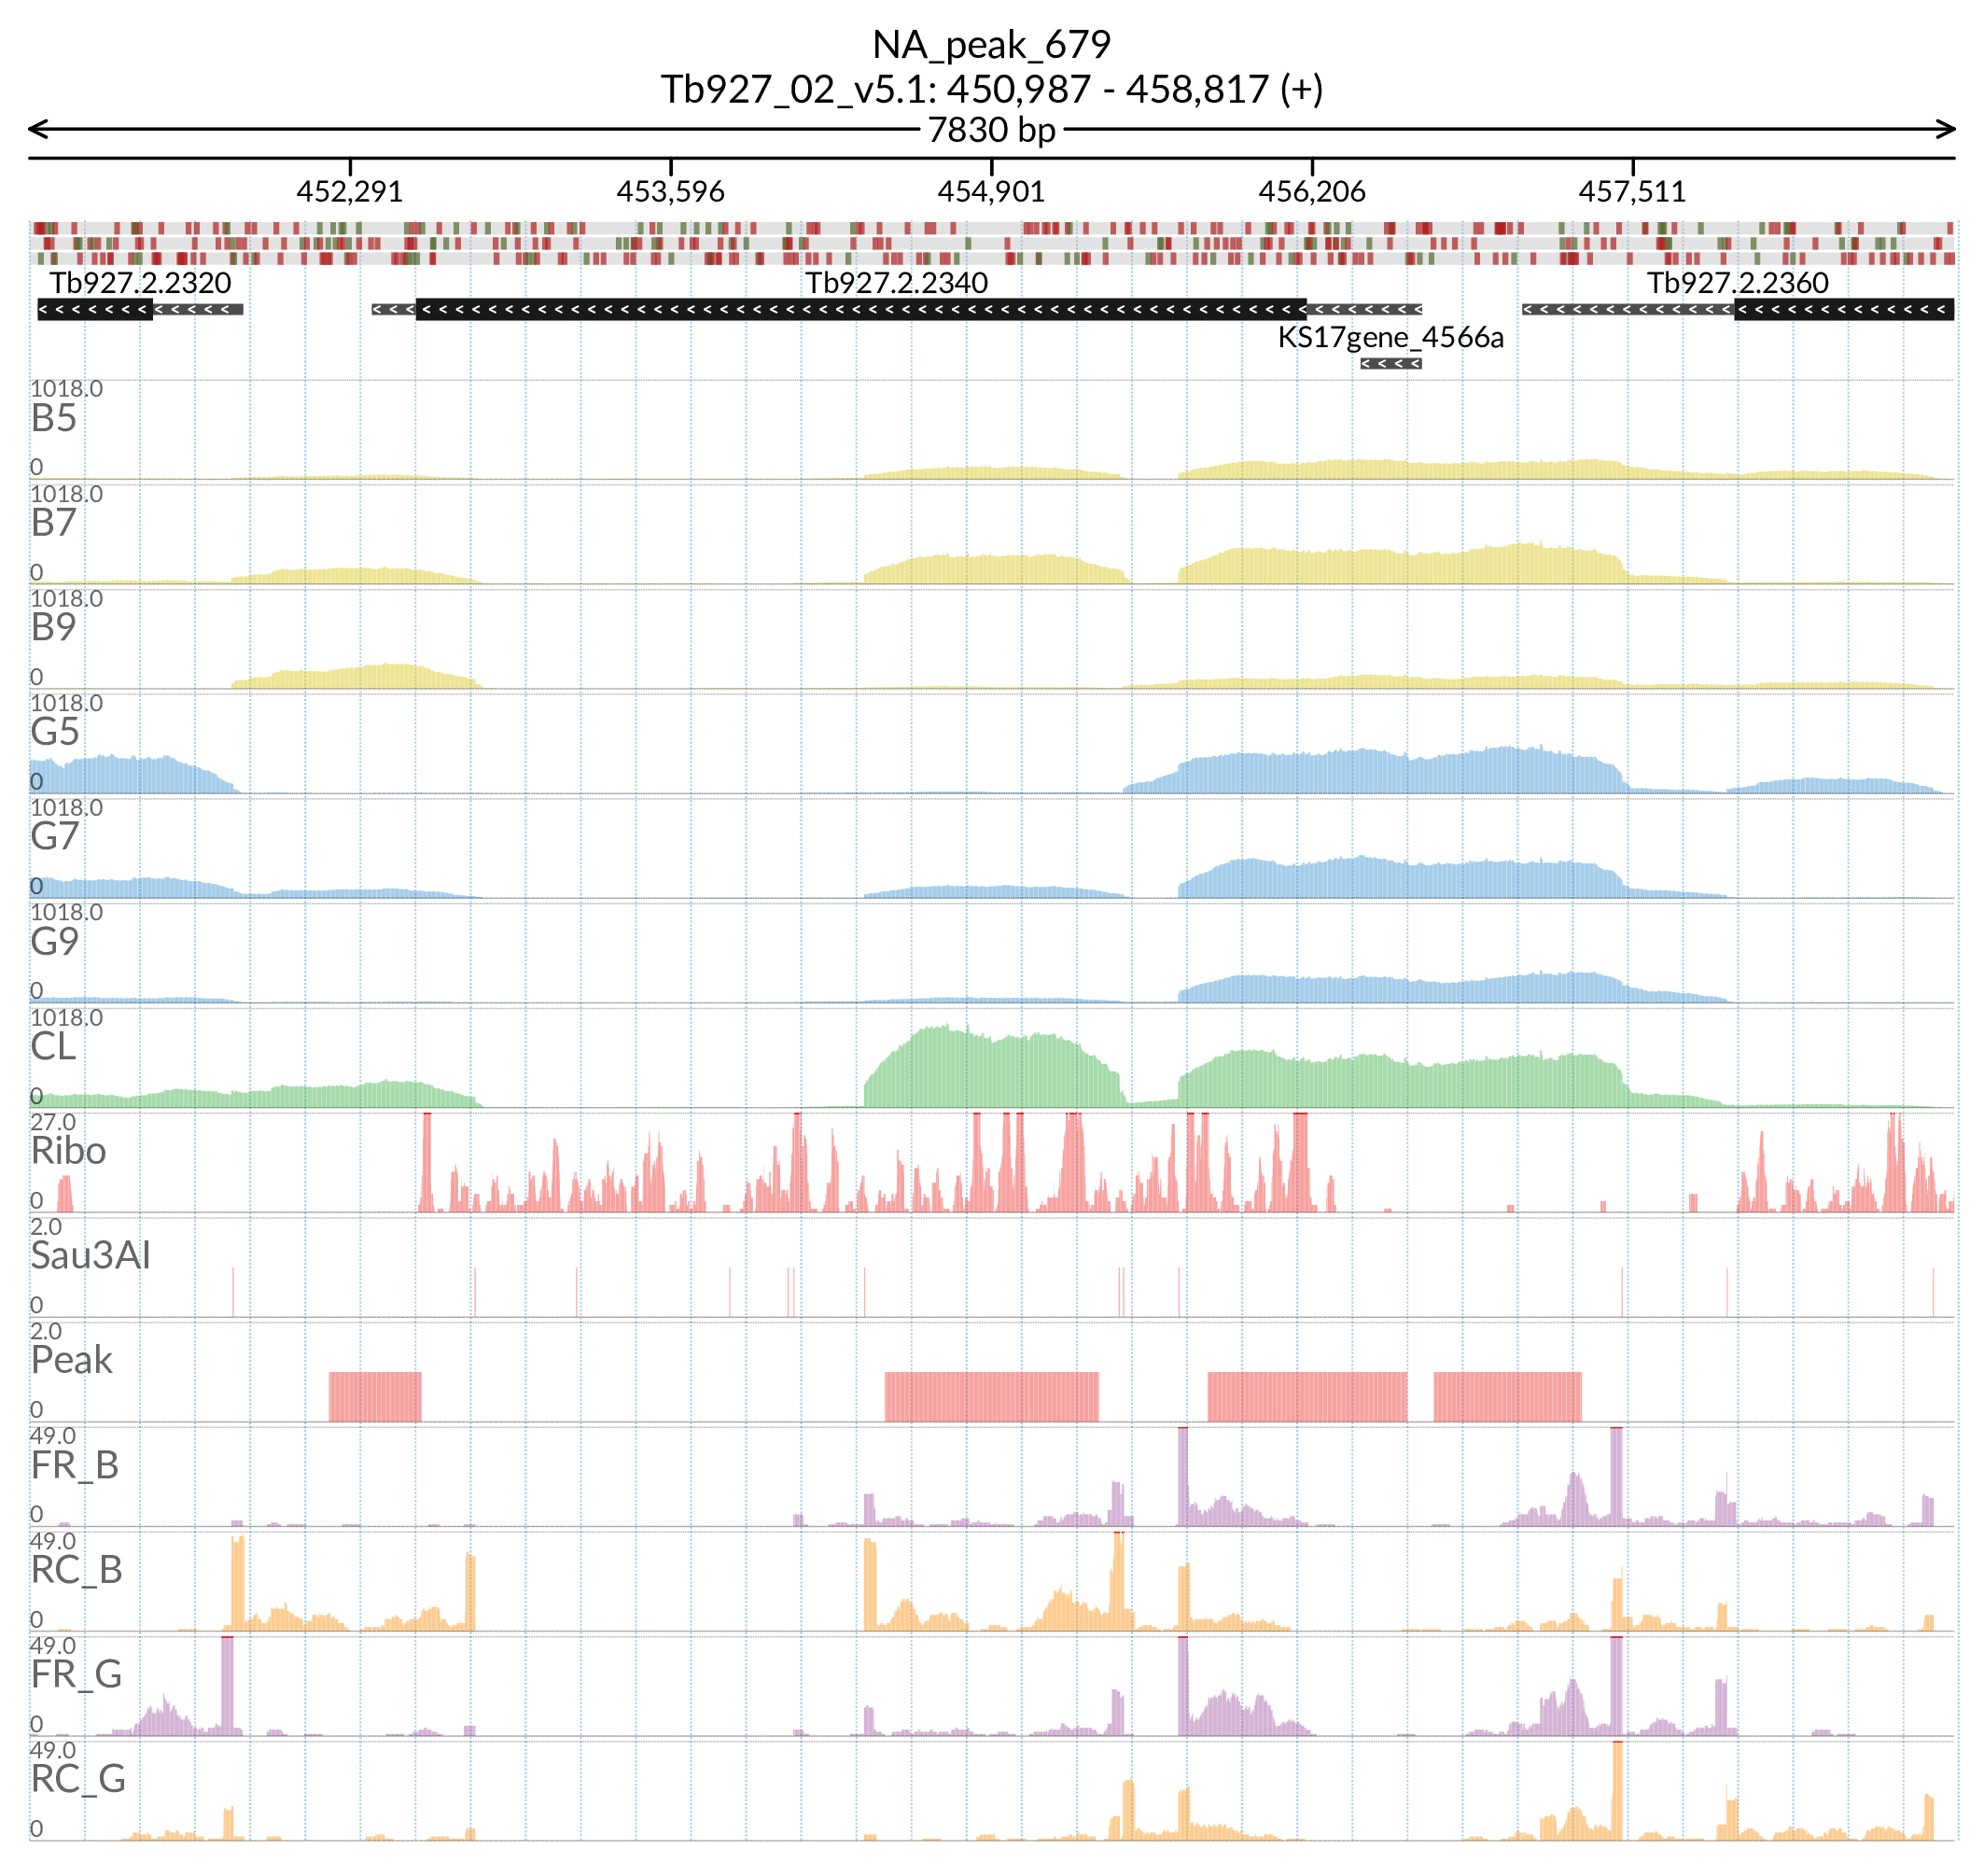 NA_peak_679
Tb927_02_v5.1: 450,987 - 458,817 (+)
7830 bp
452,291 453,596 454,901 456,206 457,511
Tb927.2.2320 Tb927.2.2340 Tb927.2.2360
KS17gene_4566a
1018.0
B5
0
1018.0
B7
0
1018.0
B9
0
1018.0
G5
0
1018.0
G7
0
1018.0
G9
0
1018.0
CL
0
27.0
Ribo
0
2.0
Sau3AI
0
2.0
Peak
0
49.0
FR_B
0
49.0
RC_B
0
49.0
FR_G
0
49.0
RC_G
0